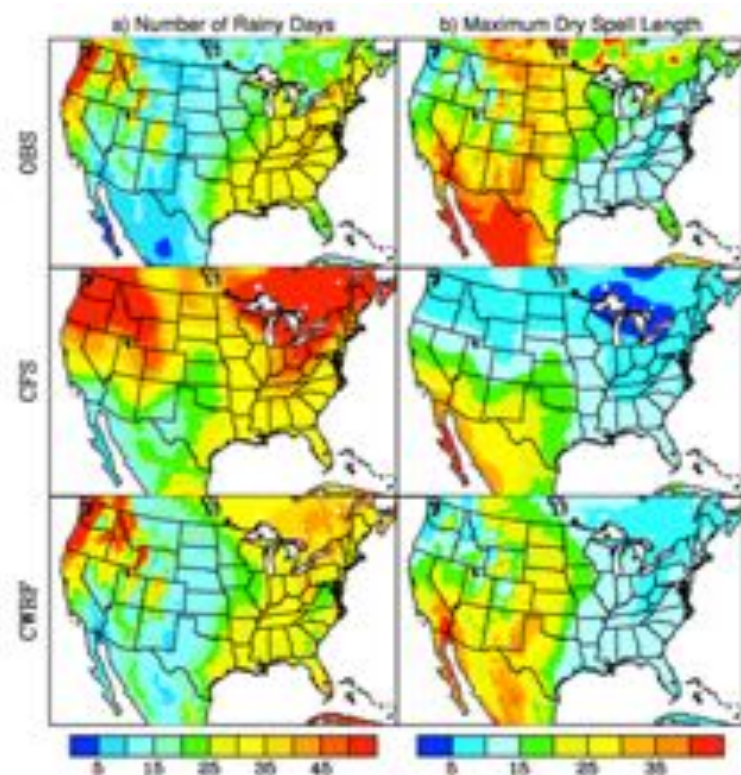 a) Number of Rainy Days
b) Maximum Dry Spell Length
OBS
CFS
CWRF
5 15 25 35 45
5 15 25 35